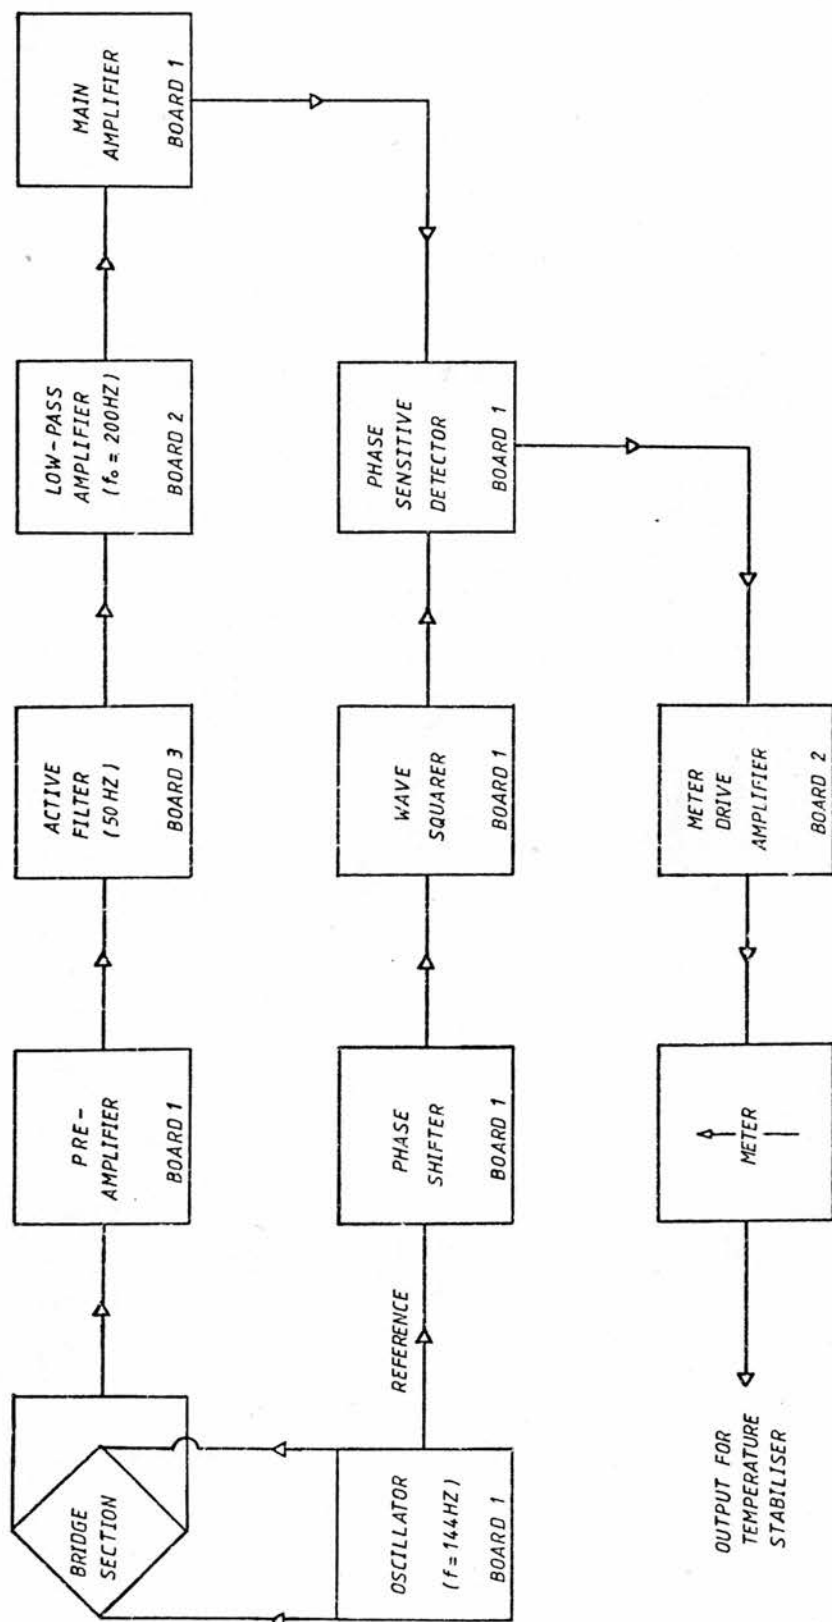 BRIDGE
SECTION
PRE-
AMPLIFIER
BOARD 1
ACTIVE
FILTER
(50 HZ)
BOARD 3
LOW-PASS
AMPLIFIER
(f₀ = 200HZ)
BOARD 2
MAIN
AMPLIFIER
BOARD 1
OSCILLATOR
(f = 144HZ)
BOARD 1
REFERENCE
PHASE
SHIFTER
BOARD 1
WAVE
SQUARER
BOARD 1
PHASE
SENSITIVE
DETECTOR
BOARD 1
OUTPUT FOR
TEMPERATURE
STABILISER
METER
METER
DRIVE
AMPLIFIER
BOARD 2